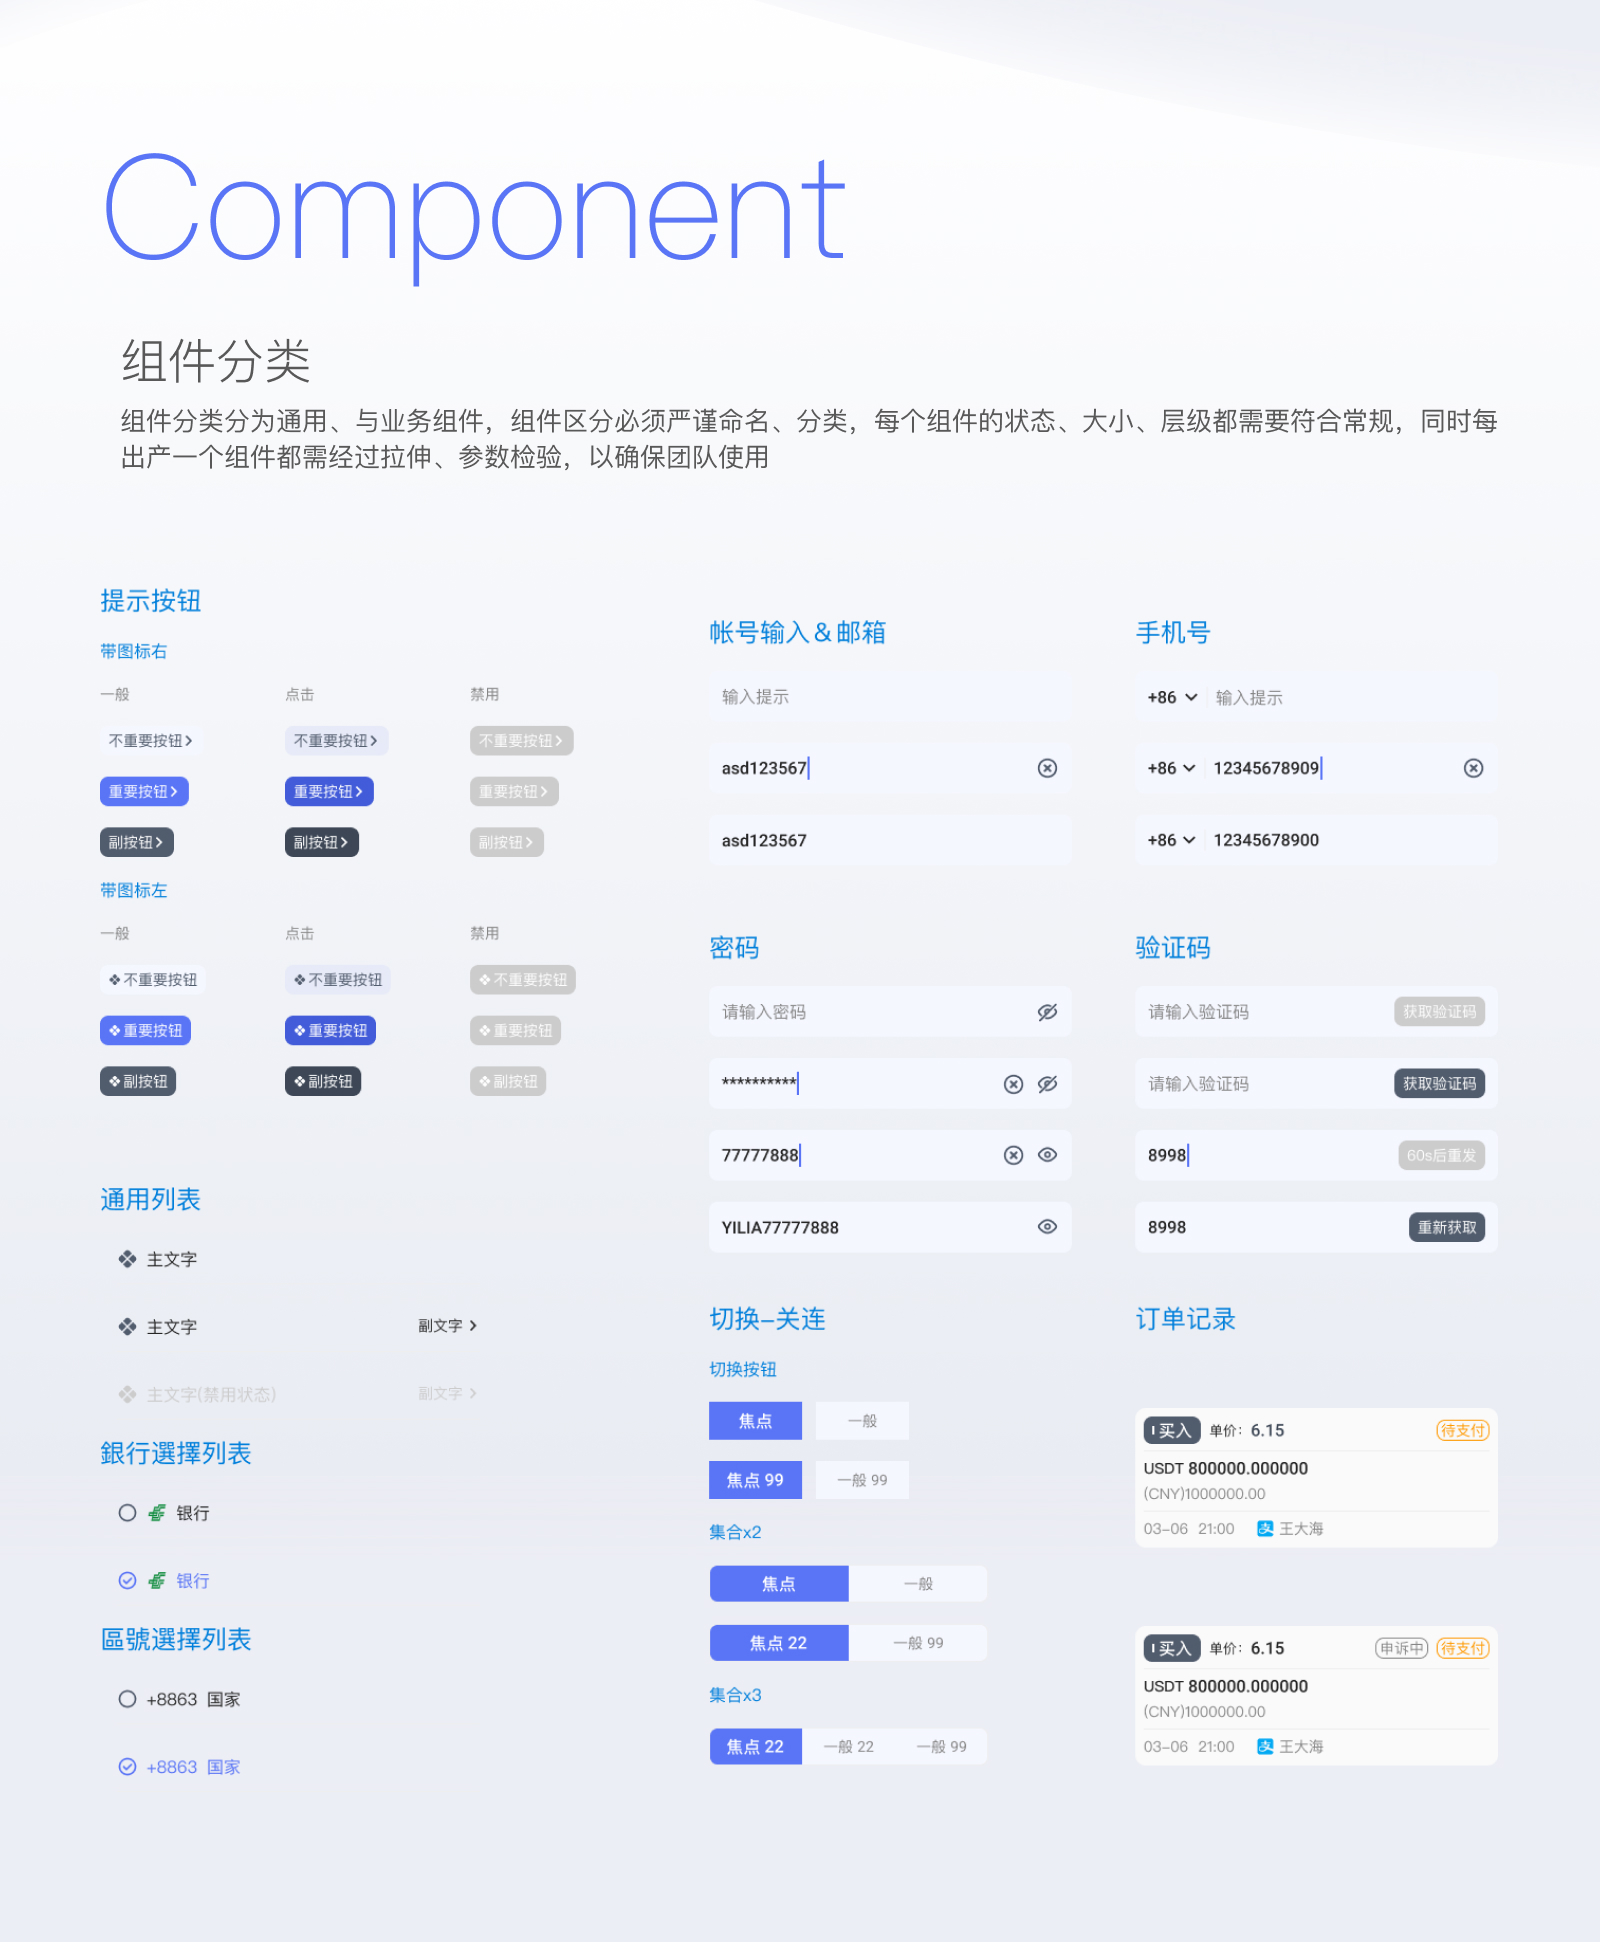 Component
组件分类
组件分类分为通用、与业务组件，组件区分必须严谨命名、分类，每个组件的状态、大小、层级都需要符合常规，同时每
出产一个组件都需经过拉伸、参数检验，以确保团队使用
提示按钮
带图标右
一般 点击 禁用
不重要按钮 不重要按钮 不重要按钮
重要按钮 重要按钮 重要按钮
副按钮 副按钮 副按钮
带图标左
一般 点击 禁用
不重要按钮 不重要按钮 不重要按钮
重要按钮 重要按钮 重要按钮
副按钮 副按钮 副按钮
通用列表
主文字
主文字 副文字
主文字(禁用状态) 副文字
銀行選擇列表
银行
银行
區號選擇列表
+8863 国家
+8863 国家
帐号输入＆邮箱
输入提示
asd123567
asd123567
密码
请输入密码
**********
77777888
YILIA77777888
切换–关连
切换按钮
焦点 一般
焦点 99 一般 99
集合x2
焦点 一般
焦点 22 一般 99
集合x3
焦点 22 一般 22 一般 99
手机号
+86 输入提示
+86 12345678909
+86 12345678900
验证码
请输入验证码 获取验证码
请输入验证码 获取验证码
8998 60s后重发
8998 重新获取
订单记录
I 买入 单价：6.15 待支付
USDT 800000.000000
(CNY)1000000.00
03–06 21:00 支 王大海
I 买入 单价：6.15 申诉中 待支付
USDT 800000.000000
(CNY)1000000.00
03–06 21:00 支 王大海